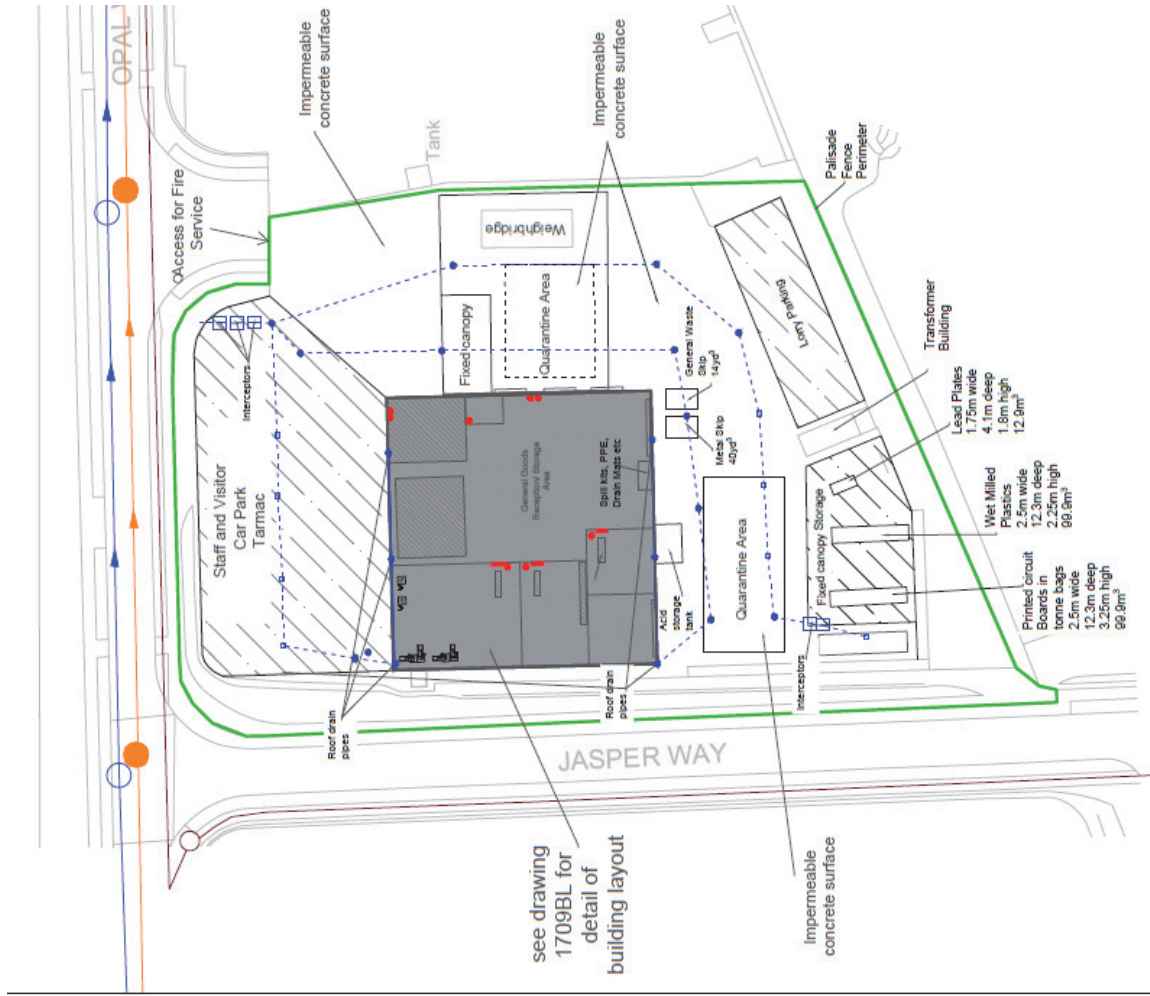 OPAL
Impermeable
concrete surface
Tank
Access for Fire
Service
Impermeable
concrete surface
Palisade
Fence
Perimeter
Weighbridge
Fixed canopy
Quarantine Area
Interceptors
Staff and Visitor
Car Park
Tarmac
General Goods
Reception/ Storage
Area
Spill kits, PPE,
Drain Mats etc
General Waste
Skip
14yd³
Metal Skip
40yd³
Lorry Parking
Transformer
Building
Lead Plates
1.75m wide
4.1m deep
1.8m high
12.9m³
Wet Milled
Plastics
2.5m wide
12.3m deep
2.25m high
99.9m³
Fixed canopy Storage
Printed circuit
Boards in
tonne bags
2.5m wide
12.3m deep
3.25m high
99.9m³
Quarantine Area
Acid
storage
tank
Interceptors
Roof drain
pipes
Roof drain
pipes
JASPER WAY
see drawing
1709BL for
detail of
building layout
Impermeable
concrete surface